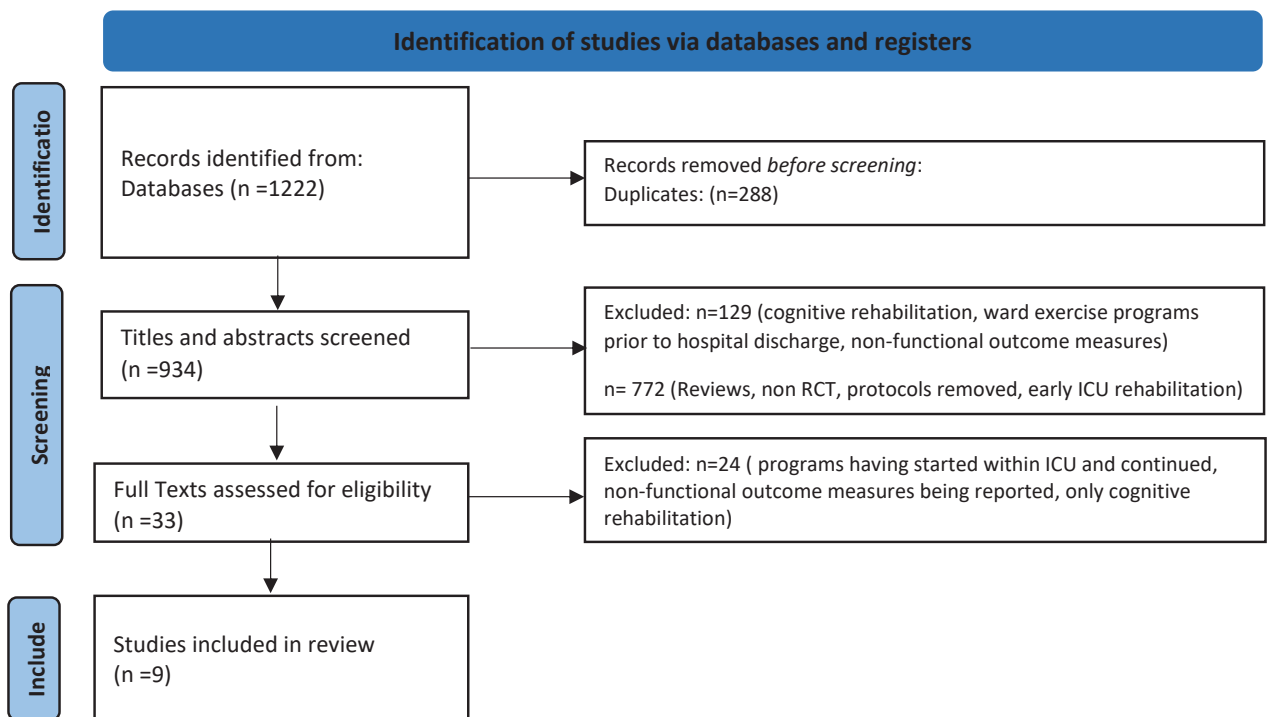 Identification of studies via databases and registers
Identificatio
Records identified from:
Databases (n =1222)
Records removed before screening:
Duplicates: (n=288)
Screening
Titles and abstracts screened
(n =934)
Excluded: n=129 (cognitive rehabilitation, ward exercise programs
prior to hospital discharge, non-functional outcome measures)
n= 772 (Reviews, non RCT, protocols removed, early ICU rehabilitation)
Full Texts assessed for eligibility
(n =33)
Excluded: n=24 ( programs having started within ICU and continued,
non-functional outcome measures being reported, only cognitive
rehabilitation)
Include
Studies included in review
(n =9)